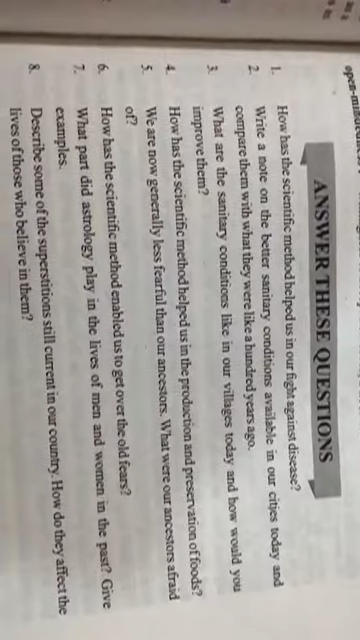 open-minde
ANSWER THESE QUESTIONS
1. How has the scientific method helped us in our fight against disease?
2. Write a note on the better sanitary conditions available in our cities today and
compare them with what they were like a hundred years ago.
3. What are the sanitary conditions like in our villages today and how would you
improve them?
4. How has the scientific method helped us in the production and preservation of foods?
5. We are now generally less fearful than our ancestors. What were our ancestors afraid
of?
6. How has the scientific method enabled us to get over the old fears?
7. What part did astrology play in the lives of men and women in the past? Give
examples.
8. Describe some of the superstitions still current in our country. How do they affect the
lives of those who believe in them?